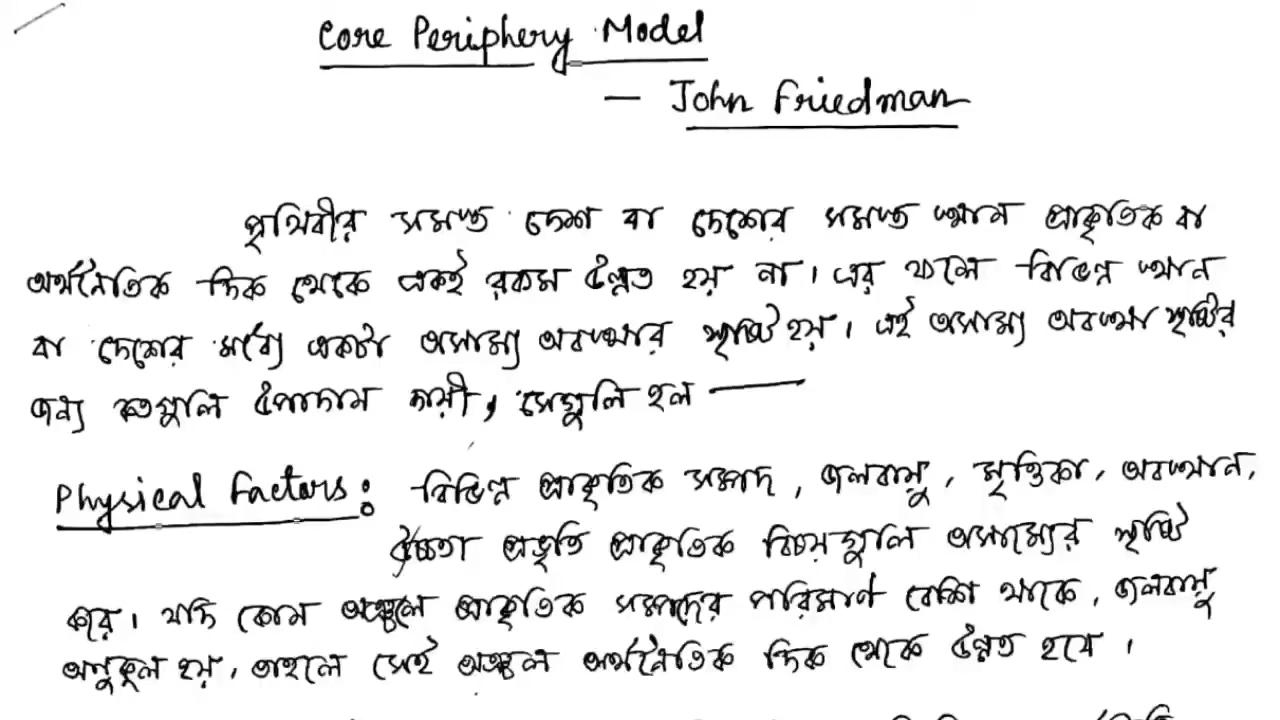 Core Periphery Model
— John Friedman
পৃথিবীর সমস্ত দেশ বা দেশের সমস্ত স্থান প্রাকৃতিক বা
অর্থনৈতিক দিক থেকে একই রকম উন্নত হয় না। এর ফলে বিভিন্ন স্থান
বা দেশের মধ্যে একটা অসাম্য অবস্থার সৃষ্টি হয়। এই অসাম্য অবস্থা সৃষ্টির
জন্য কতগুলি উপাদান দায়ী, সেগুলি হল —
Physical Factors: বিভিন্ন প্রাকৃতিক সম্পদ, জলবায়ু, মৃত্তিকা, অবস্থান,
উচ্চতা প্রভৃতি প্রাকৃতিক বিষয়গুলি অসাম্যের সৃষ্টি
করে। যদি কোন অঞ্চলে প্রাকৃতিক সম্পদের পরিমাণ বেশি থাকে, জলবায়ু
অনুকূল হয়, তাহলে সেই অঞ্চল অর্থনৈতিক দিক থেকে উন্নত হবে।